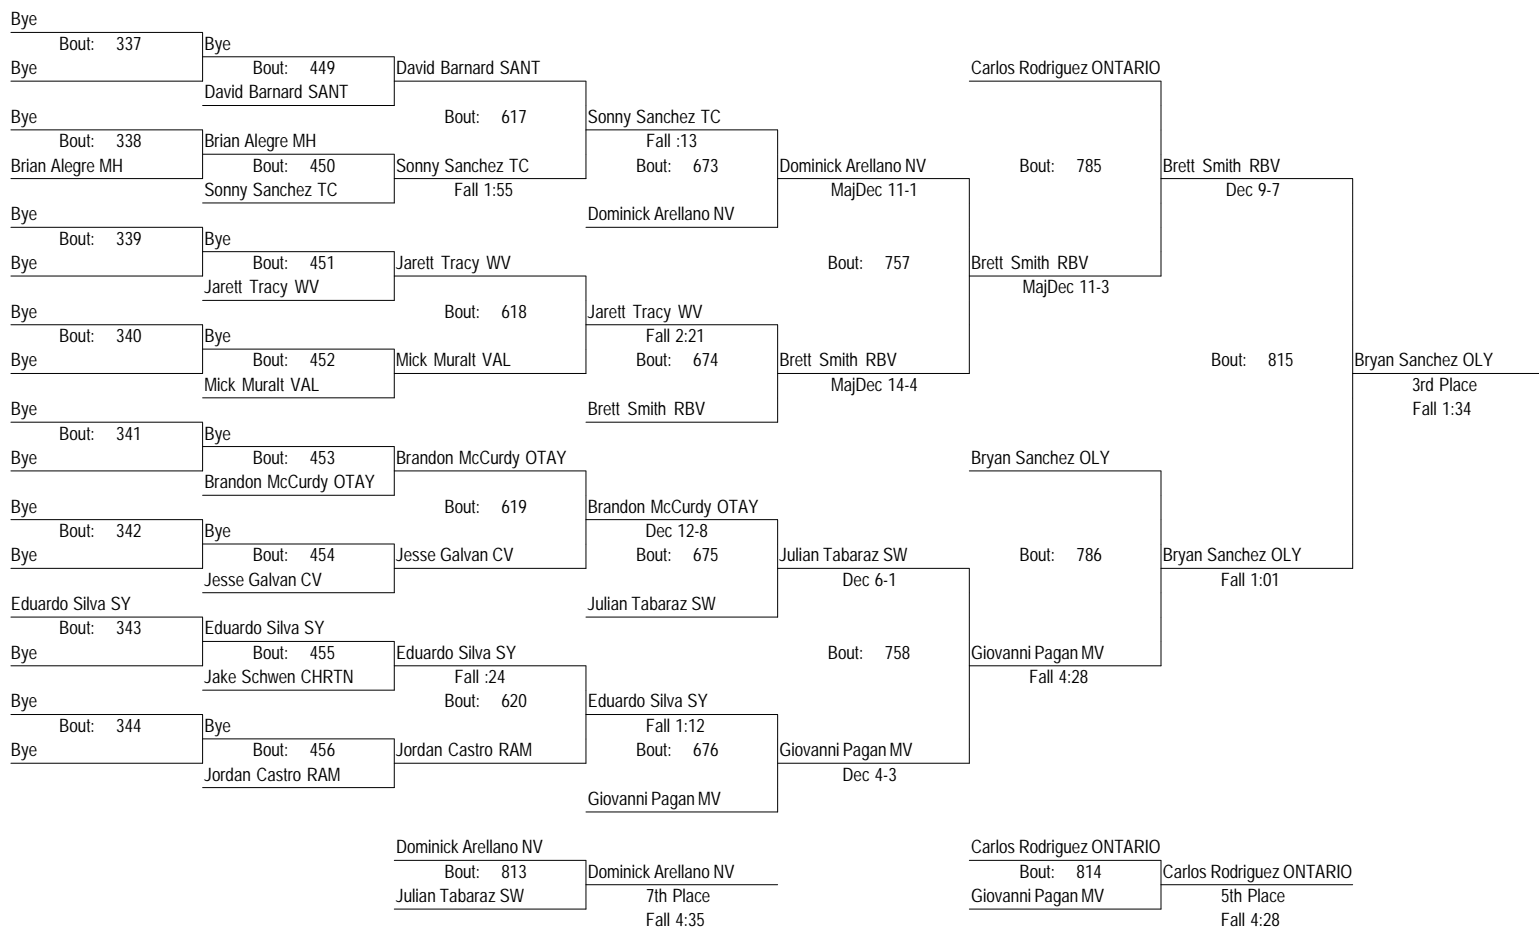 Bye
Bout: 337
Bye
Bye
Bout: 449
David Barnard SANT
David Barnard SANT
Bye
Bout: 338
Brian Alegre MH
Brian Alegre MH
Bout: 450
Sonny Sanchez TC
Bout: 617
Sonny Sanchez TC
Fall 1:55
Sonny Sanchez TC
Fall :13
Bout: 673
Dominick Arellano NV
Dominick Arellano NV
MajDec 11-1
Bye
Bout: 339
Bye
Bye
Bout: 451
Jarett Tracy WV
Jarett Tracy WV
Bye
Bout: 340
Bye
Bye
Bout: 452
Mick Muralt VAL
Bout: 618
Mick Muralt VAL
Jarett Tracy WV
Fall 2:21
Bout: 674
Brett Smith RBV
Brett Smith RBV
MajDec 14-4
Bout: 757
Carlos Rodriguez ONTARIO
Bout: 785
Brett Smith RBV
MajDec 11-3
Brett Smith RBV
Dec 9-7
Bye
Bout: 341
Bye
Bye
Bout: 453
Brandon McCurdy OTAY
Brandon McCurdy OTAY
Bye
Bout: 342
Bye
Bye
Bout: 454
Jesse Galvan CV
Bout: 619
Jesse Galvan CV
Brandon McCurdy OTAY
Dec 12-8
Bout: 675
Julian Tabaraz SW
Julian Tabaraz SW
Dec 6-1
Eduardo Silva SY
Bout: 343
Bye
Eduardo Silva SY
Bout: 455
Jake Schwen CHRTN
Eduardo Silva SY
Fall :24
Bout: 620
Bye
Bout: 344
Bye
Bye
Bout: 456
Jordan Castro RAM
Jordan Castro RAM
Eduardo Silva SY
Fall 1:12
Bout: 676
Giovanni Pagan MV
Giovanni Pagan MV
Dec 4-3
Bout: 758
Bryan Sanchez OLY
Bout: 786
Giovanni Pagan MV
Fall 4:28
Bryan Sanchez OLY
Fall 1:01
Bout: 815
Bryan Sanchez OLY
3rd Place
Fall 1:34
Dominick Arellano NV
Bout: 813
Julian Tabaraz SW
Dominick Arellano NV
7th Place
Fall 4:35
Carlos Rodriguez ONTARIO
Bout: 814
Giovanni Pagan MV
Carlos Rodriguez ONTARIO
5th Place
Fall 4:28